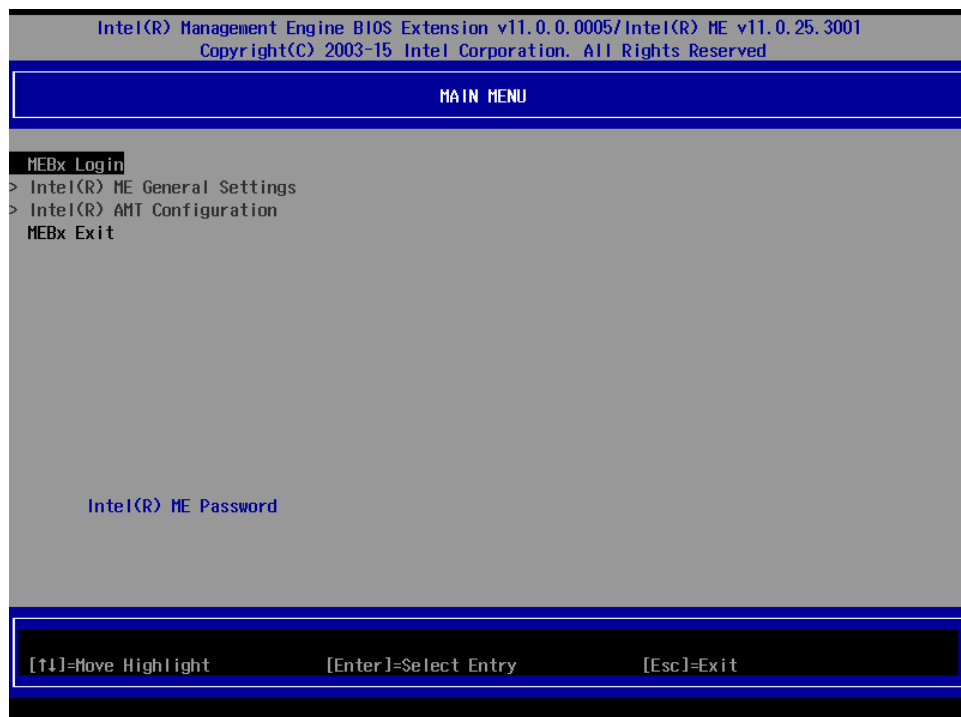 Intel(R) Management Engine BIOS Extension v11.0.0.0005/Intel(R) ME v11.0.25.3001
Copyright(C) 2003-15 Intel Corporation. All Rights Reserved
MAIN MENU
MEBx Login
> Intel(R) ME General Settings
> Intel(R) AMT Configuration
MEBx Exit
Intel(R) ME Password
[↑↓]=Move Highlight [Enter]=Select Entry [Esc]=Exit